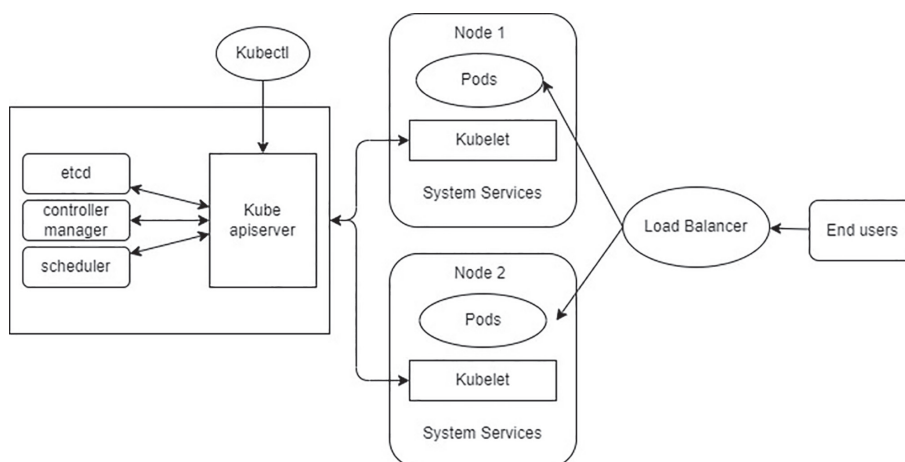 Kubectl
etcd
controller
manager
scheduler
Kube
apiserver
Node 1
Pods
Kubelet
System Services
Node 2
Pods
Kubelet
System Services
Load Balancer
End users